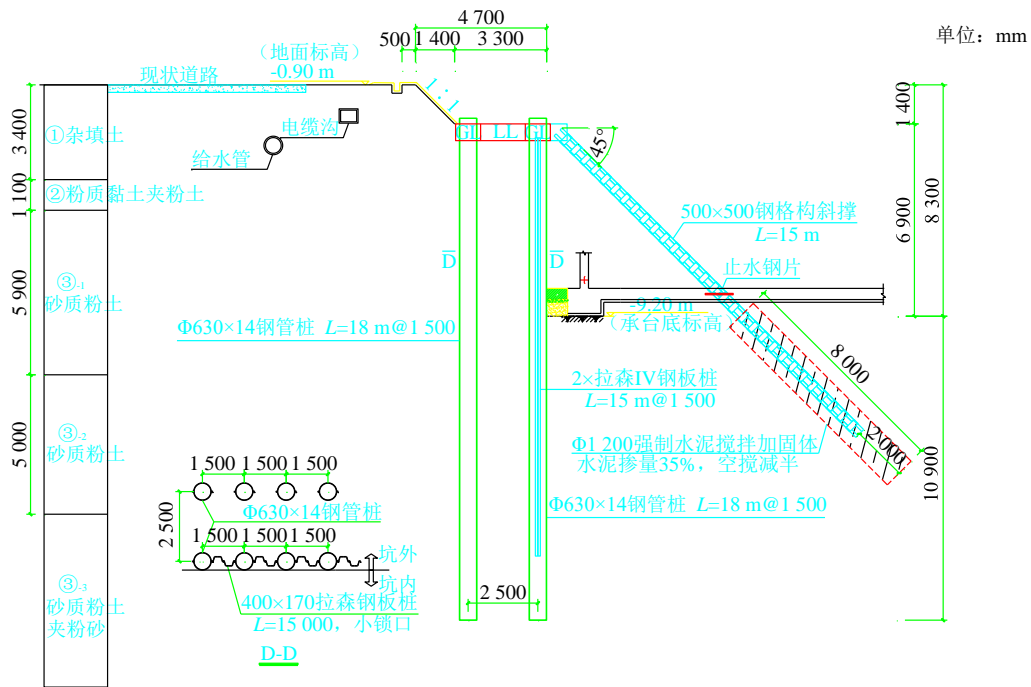 4 700
单位：mm
500
1 400
3 300
（地面标高）
-0.90 m
现状道路
1：1
1 400
3 400
①杂填土
电缆沟
给水管
GL
LL
GL
45°
1 100
②粉质黏土夹粉土
500×500钢格构斜撑
L=15 m
6 900
8 300
D
D
止水钢片
5 900
③-1
砂质粉土
-9.20 m
（承台底标高）
Φ630×14钢管桩 L=18 m@1 500
8 000
2×拉森IV钢板桩
L=15 m@1 500
5 000
③-2
砂质粉土
Φ1 200强制水泥搅拌加固体
水泥掺量35%，空搅减半
2 000
1 500
1 500
1 500
10 900
Φ630×14钢管桩
2 500
Φ630×14钢管桩 L=18 m@1 500
1 500
1 500
1 500
坑外
坑内
③-3
砂质粉土
夹粉砂
400×170拉森钢板桩
L=15 000，小锁口
2 500
D-D